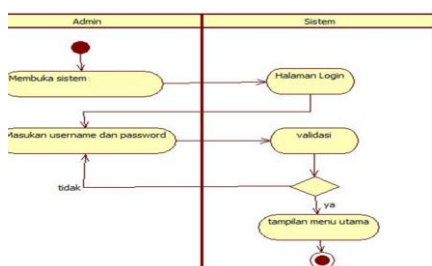 Admin
Sistem
Membuka sistem
Halaman Login
Masukan username dan password
validasi
tidak
ya
tampilan menu utama